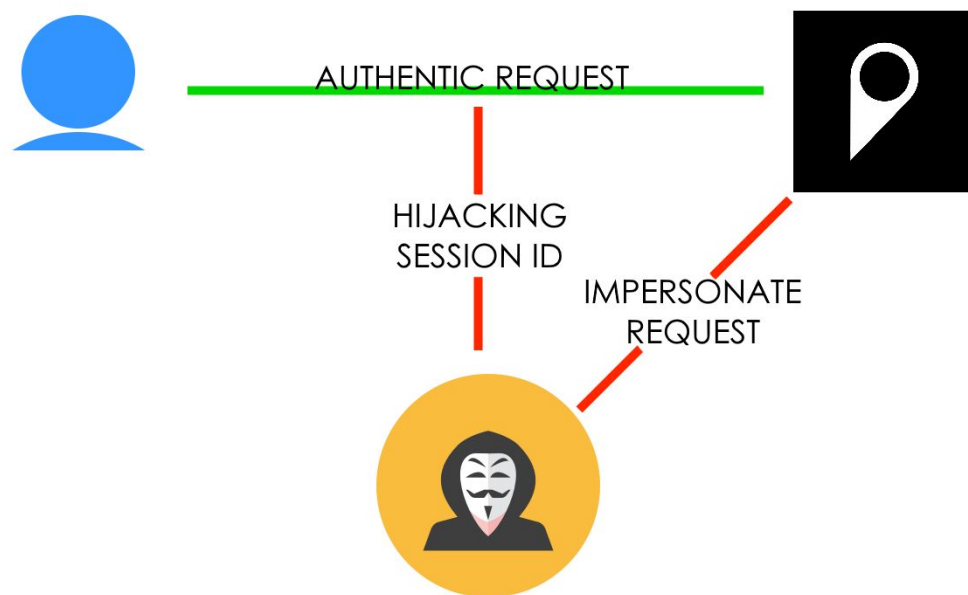 AUTHENTIC REQUEST
HIJACKING
SESSION ID
IMPERSONATE
REQUEST